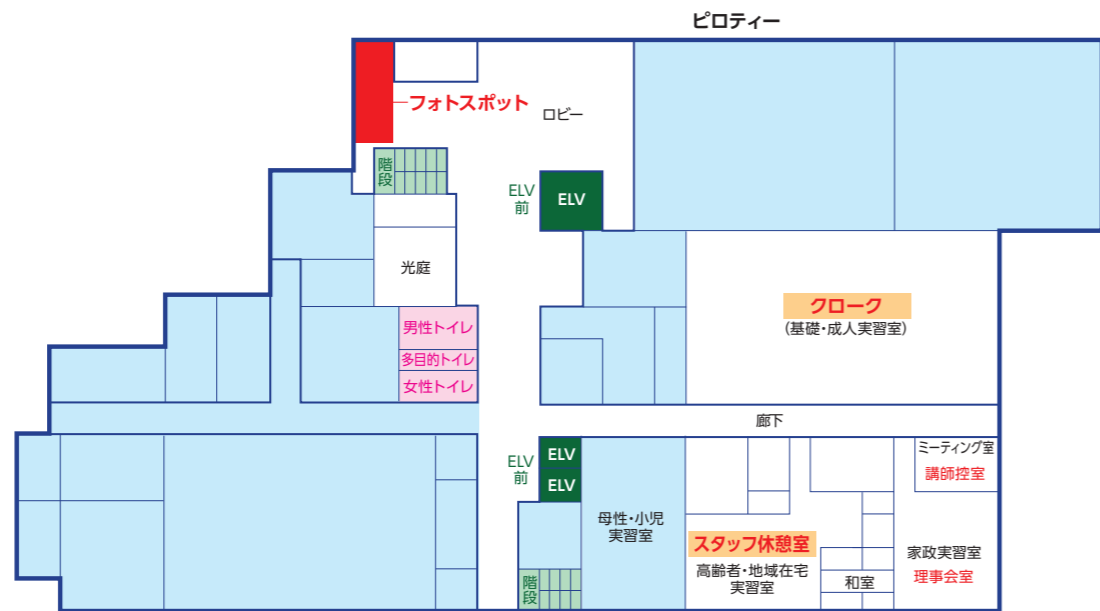 ピロティー
フォトスポット
ロビー
階段
ELV
前
ELV
光庭
クローク
(基礎・成人実習室)
男性トイレ
多目的トイレ
女性トイレ
廊下
ELV
前
ELV
ELV
ミーティング室
講師控室
母性・小児
実習室
スタッフ休憩室
高齢者・地域在宅
実習室
家政実習室
理事会室
和室
階段